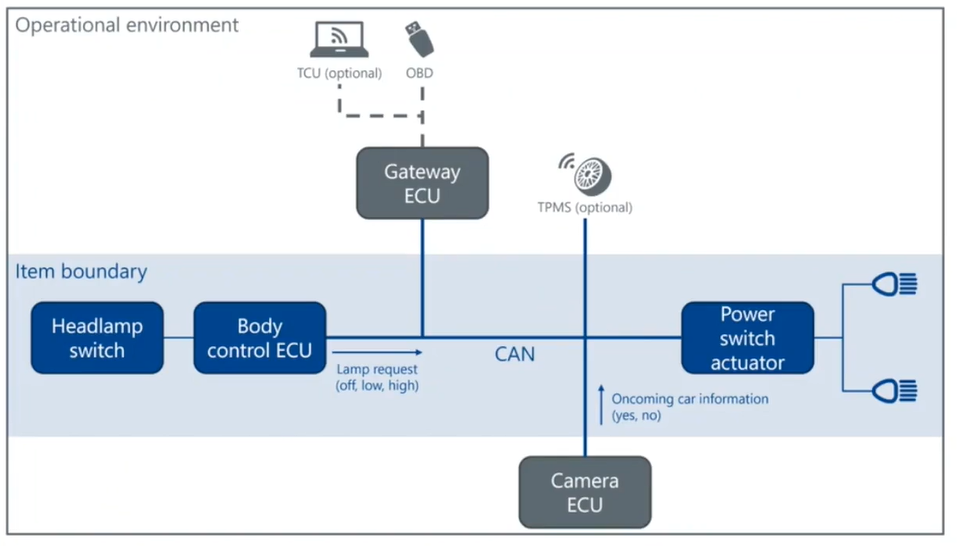 Operational environment
TCU (optional)
OBD
Gateway
ECU
TPMS (optional)
Item boundary
Headlamp
switch
Body
control ECU
Lamp request
(off, low, high)
CAN
Power
switch
actuator
Oncoming car information
(yes, no)
Camera
ECU